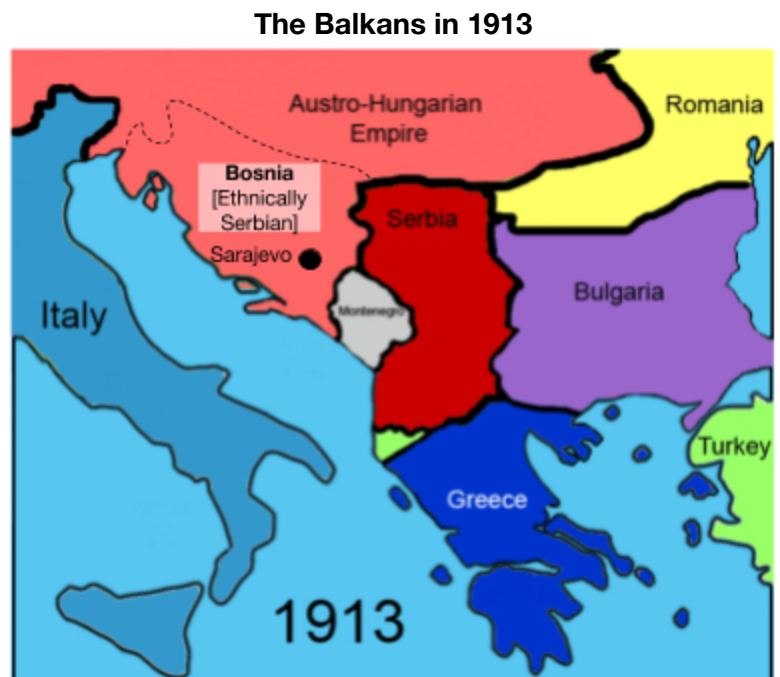 The Balkans in 1913
Austro-Hungarian
Empire
Romania
Bosnia
[Ethnically
Serbian]
Serbia
Sarajevo
Bulgaria
Italy
Montenegro
Turkey
Greece
1913